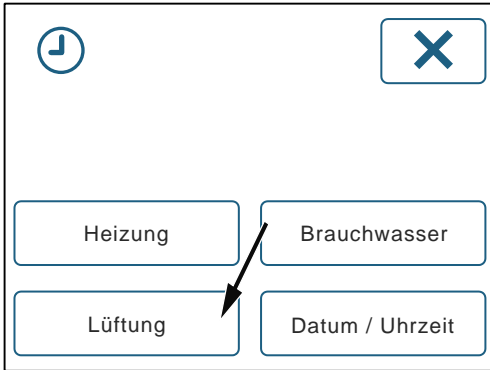 Heizung
Brauchwasser
Lüftung
Datum / Uhrzeit